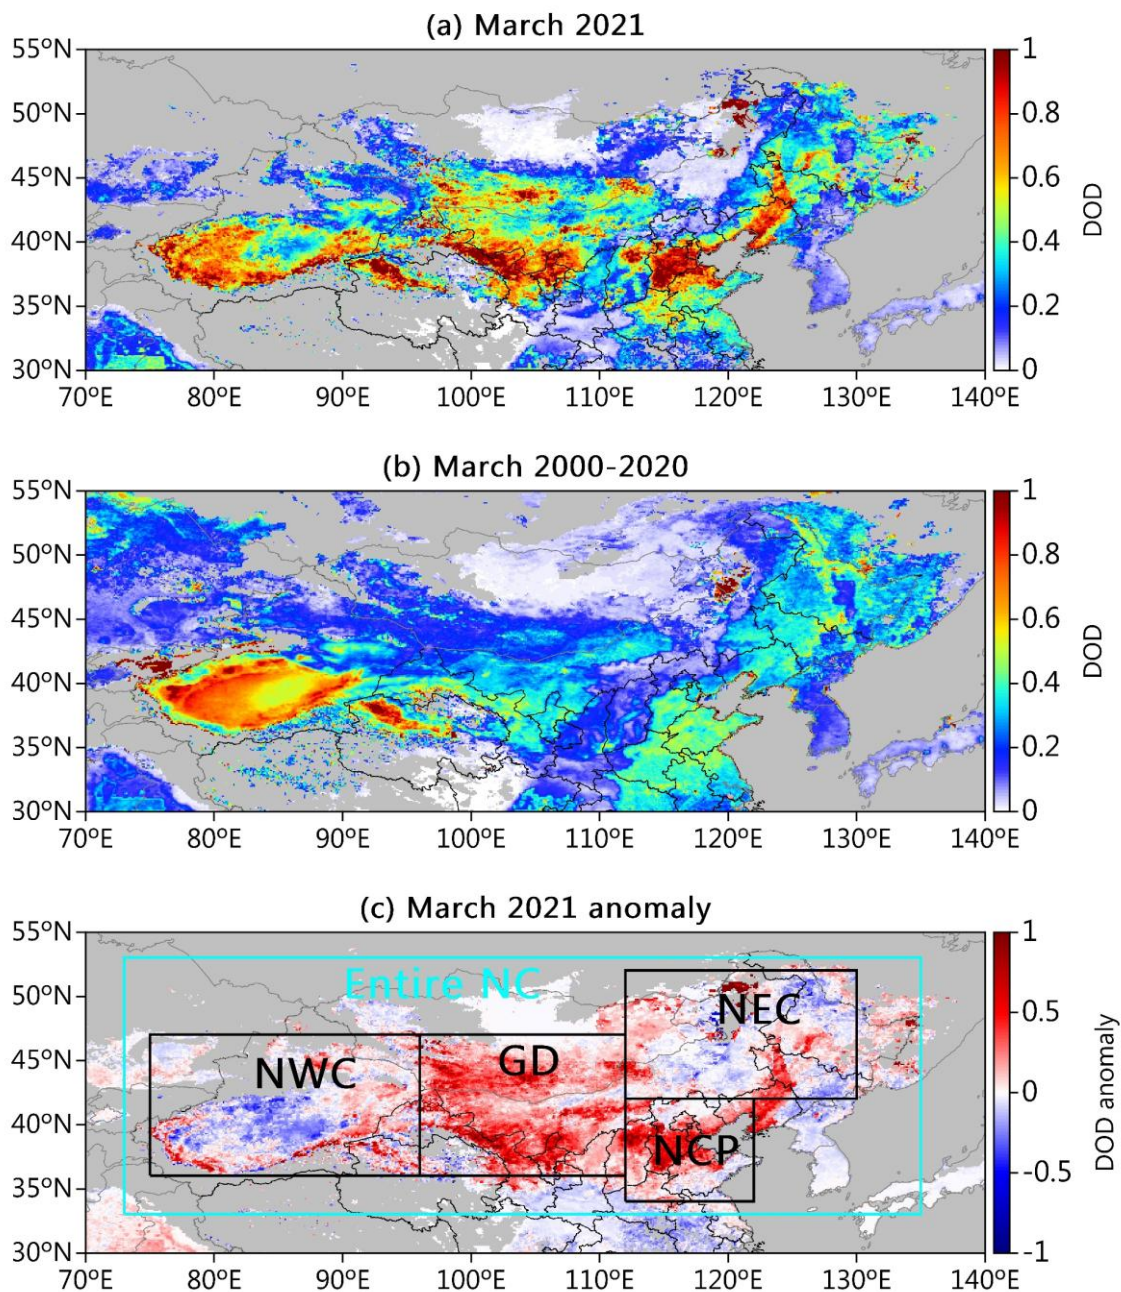 (a) March 2021
55°N
50°N
45°N
40°N
35°N
30°N
70°E 80°E 90°E 100°E 110°E 120°E 130°E 140°E
1
0.8
0.6
0.4
0.2
0
DOD
(b) March 2000-2020
55°N
50°N
45°N
40°N
35°N
30°N
70°E 80°E 90°E 100°E 110°E 120°E 130°E 140°E
1
0.8
0.6
0.4
0.2
0
DOD
(c) March 2021 anomaly
55°N
50°N
45°N
40°N
35°N
30°N
Entire NC
NEC
NWC
GD
NCP
70°E 80°E 90°E 100°E 110°E 120°E 130°E 140°E
1
0.5
0
-0.5
-1
DOD anomaly